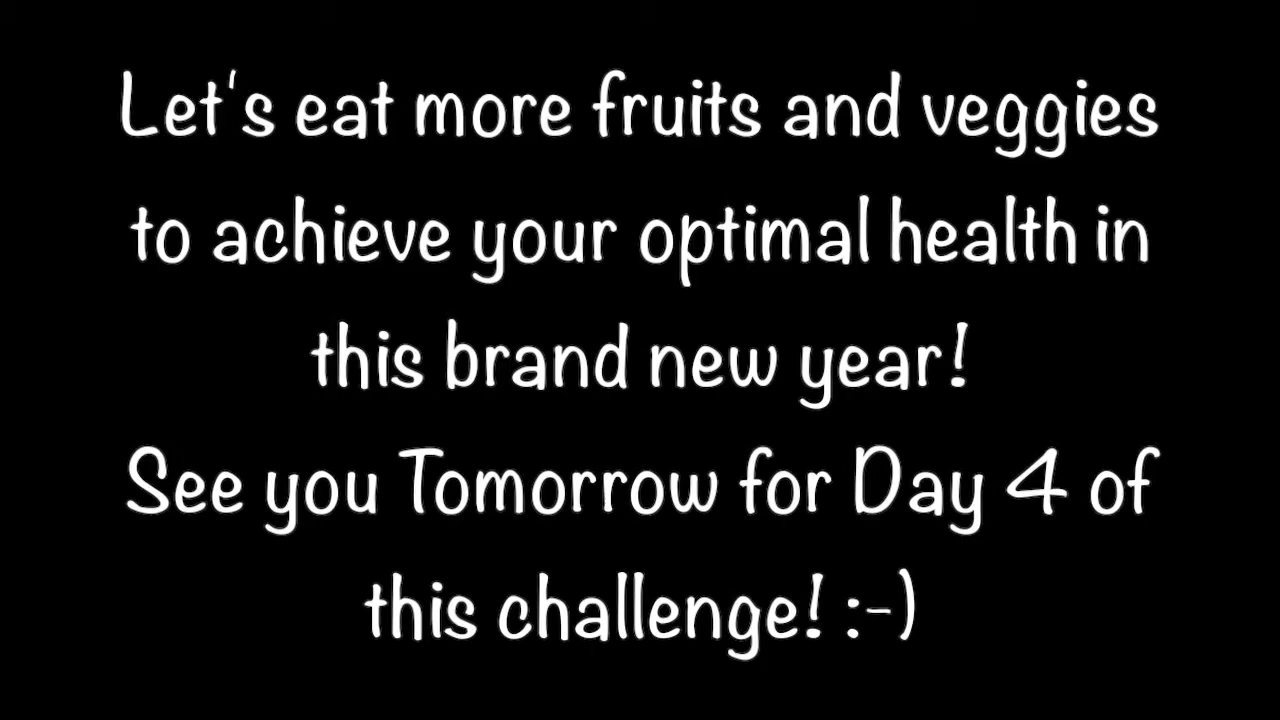 Let's eat more fruits and veggies
to achieve your optimal health in
this brand new year!
See you Tomorrow for Day 4 of
this challenge! :-)